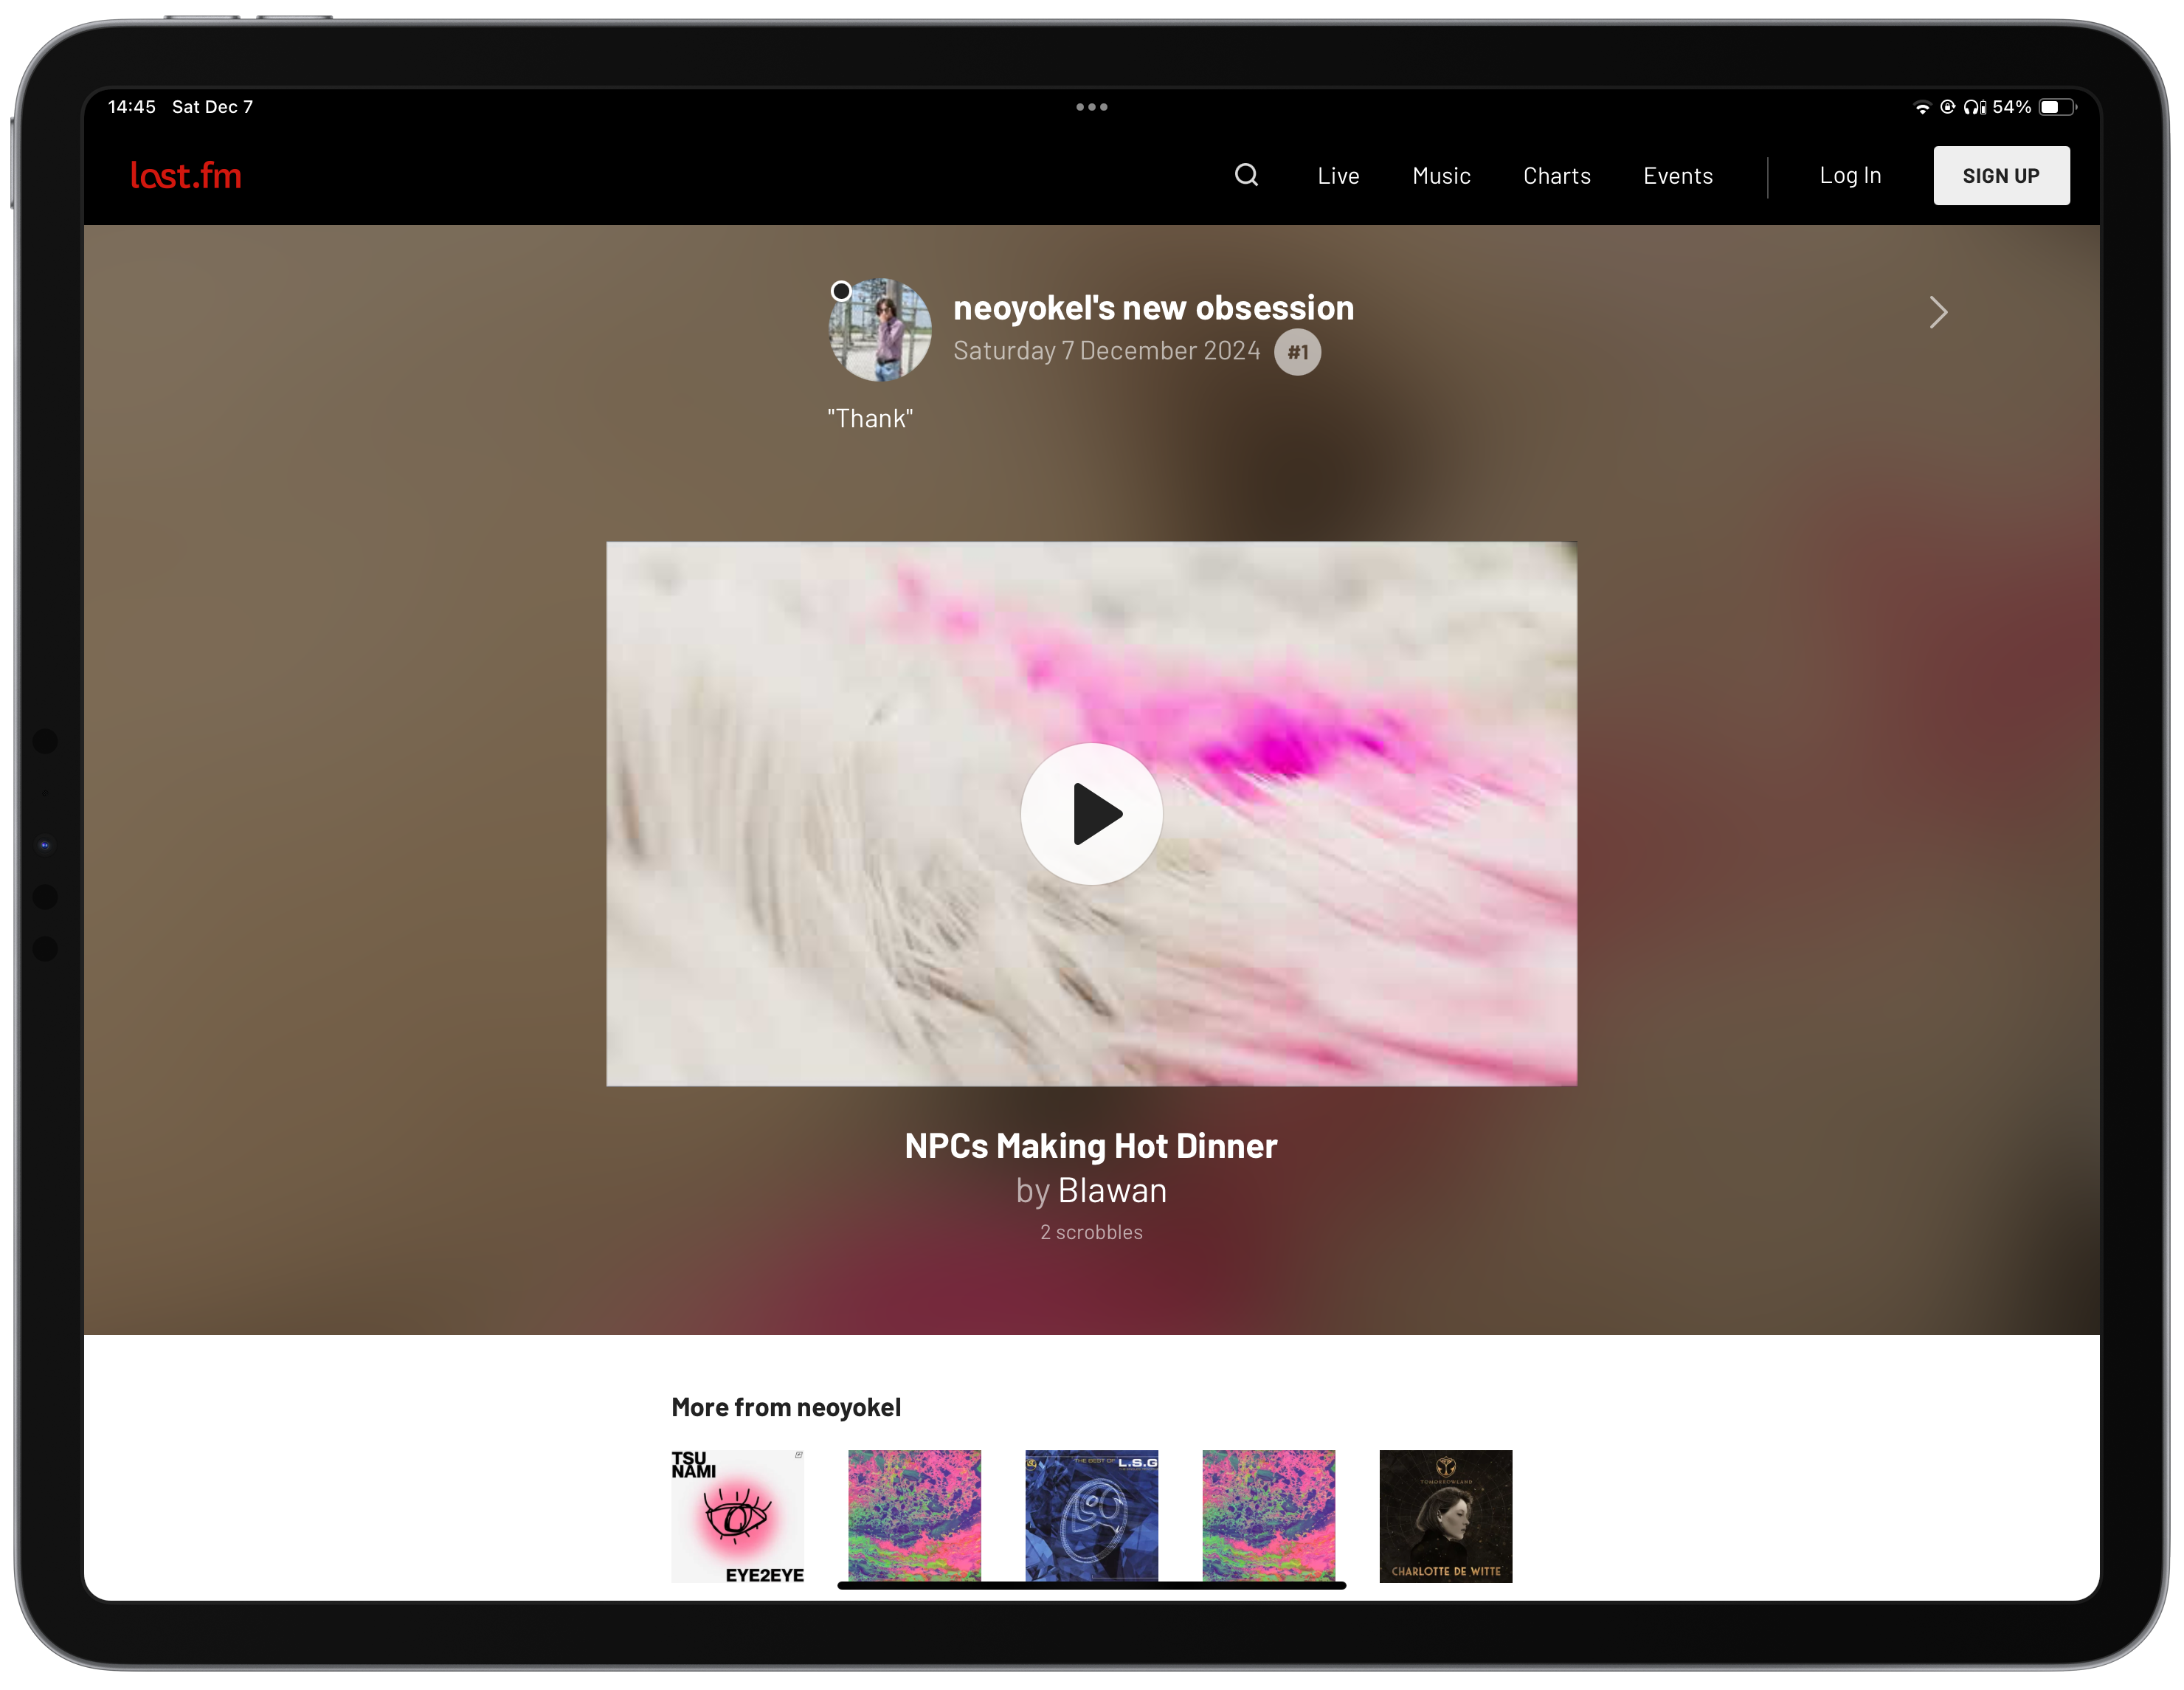 14:45 Sat Dec 7
54%
last.fm
Live Music Charts Events Log In SIGN UP
neoyokel's new obsession
Saturday 7 December 2024 #1
"Thank"
NPCs Making Hot Dinner
by Blawan
2 scrobbles
More from neoyokel
TSU
NAMI
EYE2EYE
THE BEST OF L.S.G
TOMORROWLAND
CHARLOTTE DE WITTE